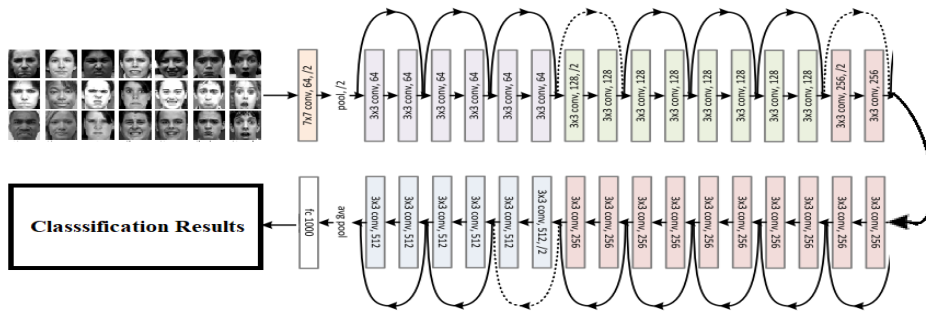 7x7 conv, 64, /2
pool, /2
3x3 conv, 64
3x3 conv, 64
3x3 conv, 64
3x3 conv, 64
3x3 conv, 64
3x3 conv, 64
3x3 conv, 128, /2
3x3 conv, 128
3x3 conv, 128
3x3 conv, 128
3x3 conv, 128
3x3 conv, 128
3x3 conv, 128
3x3 conv, 128
3x3 conv, 256, /2
3x3 conv, 256
3x3 conv, 256
3x3 conv, 256
3x3 conv, 256
3x3 conv, 256
3x3 conv, 256
3x3 conv, 256
3x3 conv, 256
3x3 conv, 256
3x3 conv, 256
3x3 conv, 256
3x3 conv, 512, /2
3x3 conv, 512
3x3 conv, 512
3x3 conv, 512
3x3 conv, 512
3x3 conv, 512
avg pool
fc 1000
Classsification Results